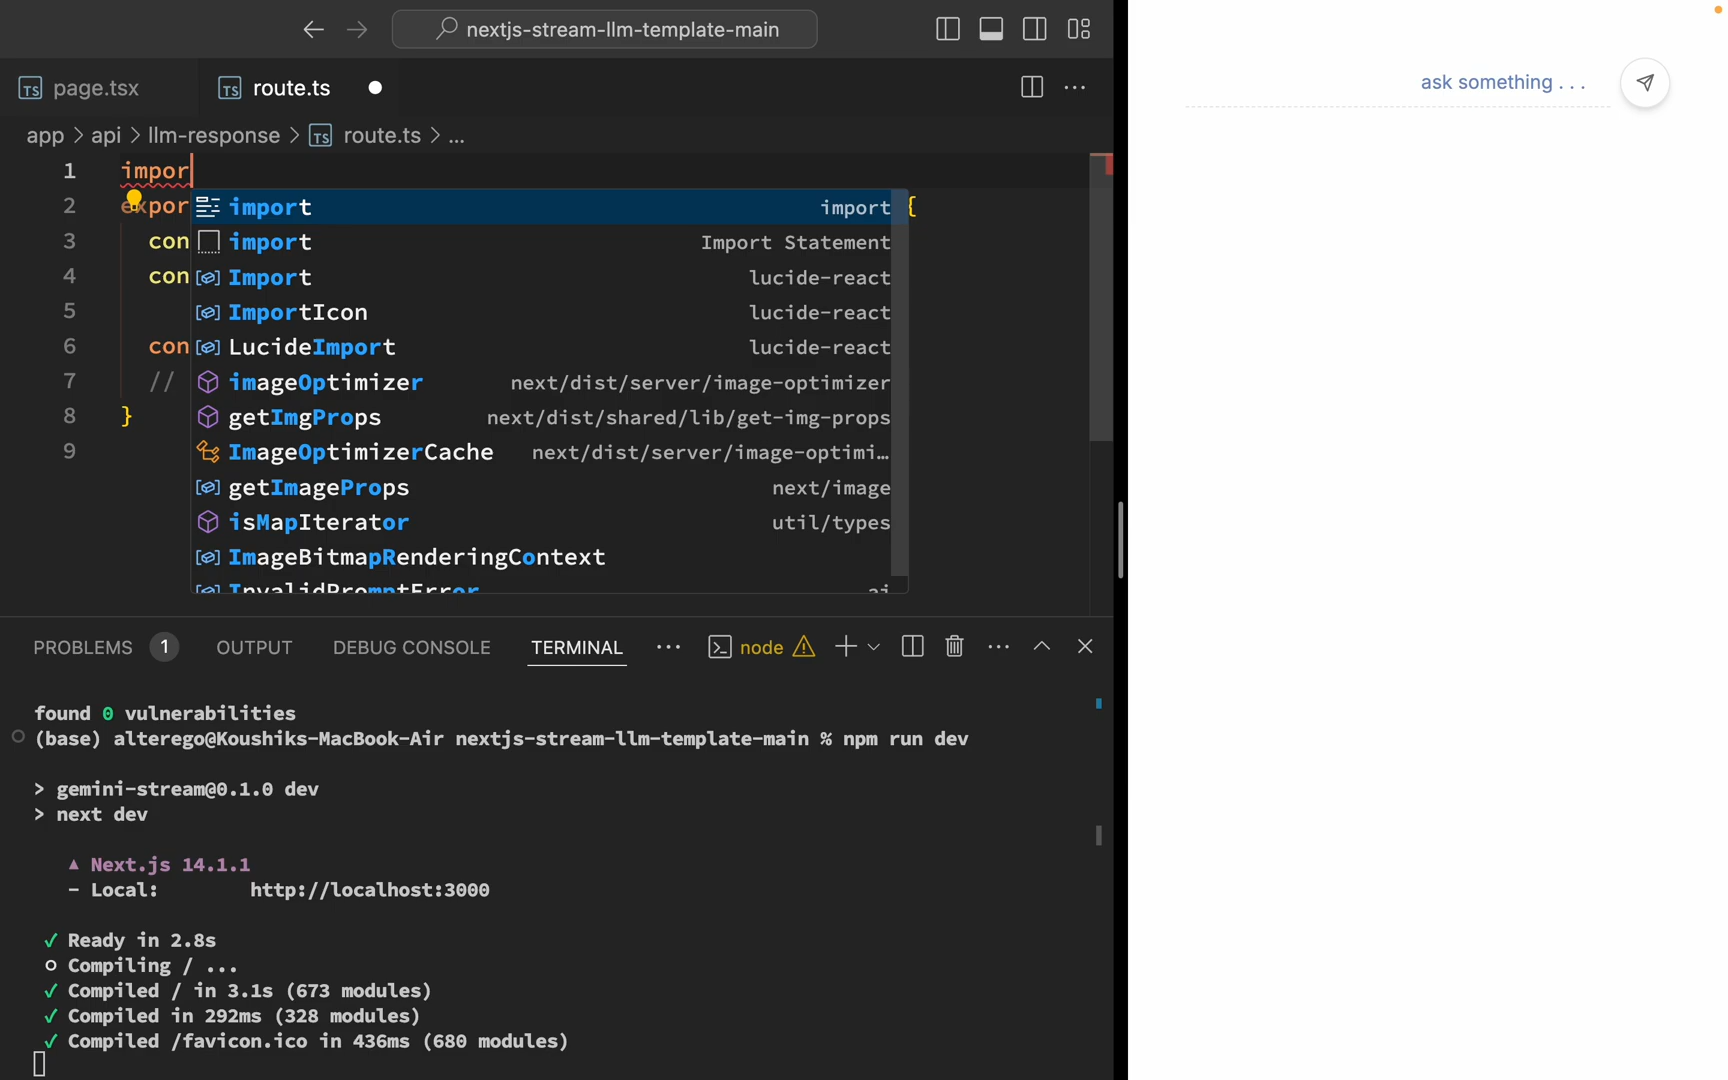 nextjs-stream-llm-template-main
page.tsx
route.ts
app > api > llm-response > route.ts > ...
1 impor
2 expor {
3 con
4 con
5
6 con
7 //
8 }
9
import import
import Import Statement
Import lucide-react
ImportIcon lucide-react
LucideImport lucide-react
imageOptimizer next/dist/server/image-optimizer
getImgProps next/dist/shared/lib/get-img-props
ImageOptimizerCache next/dist/server/image-optimi…
getImageProps next/image
isMapIterator util/types
ImageBitmapRenderingContext
InvalidPromptError ai
PROBLEMS 1 OUTPUT DEBUG CONSOLE TERMINAL ... node
found 0 vulnerabilities
(base) alterego@Koushiks-MacBook-Air nextjs-stream-llm-template-main % npm run dev
> gemini-stream@0.1.0 dev
> next dev
▲ Next.js 14.1.1
- Local: http://localhost:3000
✓ Ready in 2.8s
○ Compiling / ...
✓ Compiled / in 3.1s (673 modules)
✓ Compiled in 292ms (328 modules)
✓ Compiled /favicon.ico in 436ms (680 modules)
ask something . . .